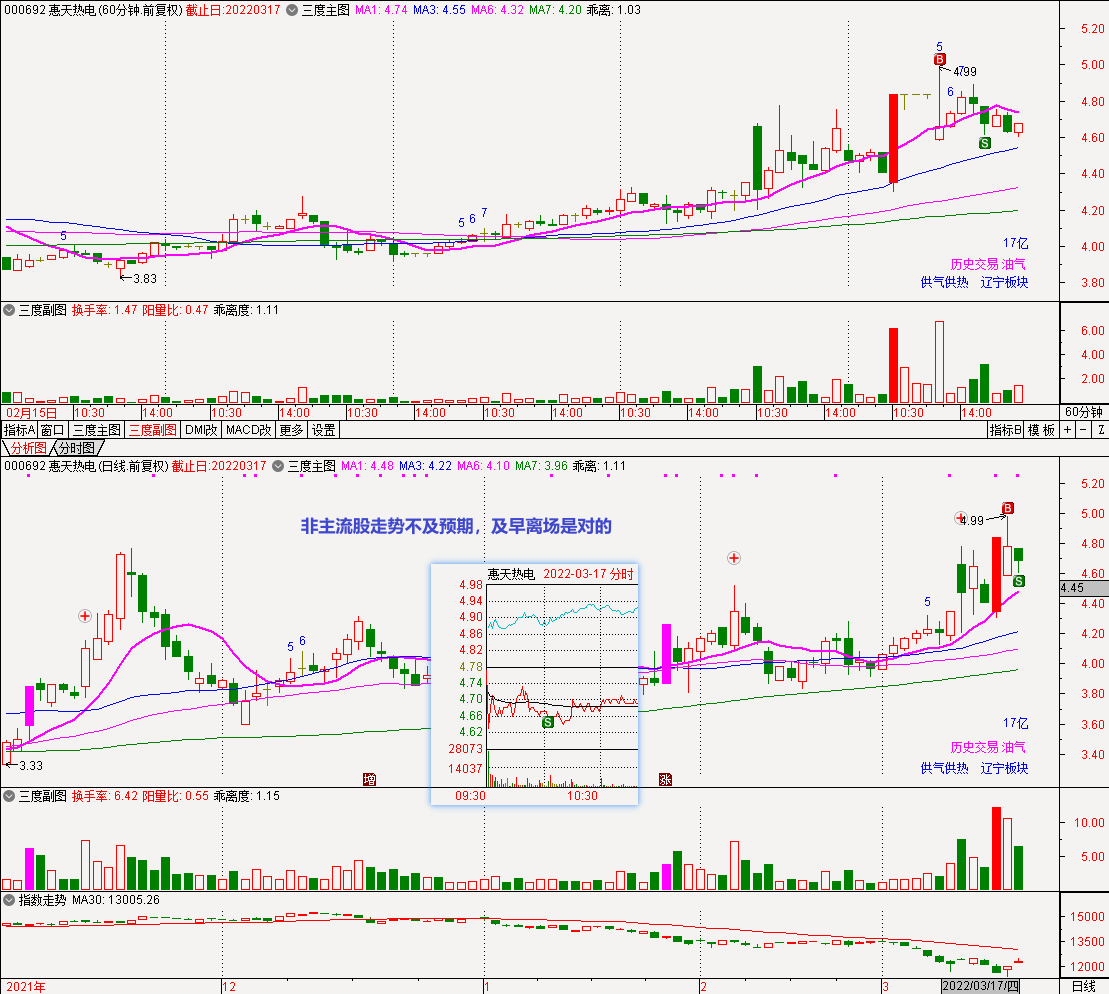 000692 惠天热电(60分钟.前复权) 截止日:20220317 三度主图 MA1: 4.74 MA3: 4.55 MA6: 4.32 MA7: 4.20 乖离: 1.03
5.20
5
B
5.00
4.99
7
6
4.80
4.60
S
4.40
4.20
5 6 7
5
4.00
17亿
历史交易 油气
3.83
供气供热 辽宁板块
3.80
三度副图 换手率: 1.47 阳量比: 0.47 乖离度: 1.11
6.00
4.00
2.00
02月15日 10:30 14:00 10:30 14:00 10:30 14:00 10:30 14:00 10:30 14:00 10:30 14:00 10:30 14:00 60分钟
指标A 窗口 三度主图 三度副图 DMI改 MACD改 更多 设置 指标B 模板 + - Z
分析图 分时图
000692 惠天热电(日线.前复权) 截止日:20220317 三度主图 MA1: 4.48 MA3: 4.22 MA6: 4.10 MA7: 3.96 乖离: 1.11
5.20
B
4.99
5.00
非主流股走势不及预期，及早离场是对的
4.80
惠天热电 2022-03-17 分时
4.98
4.94
4.90
4.86
4.82
4.78
4.74
4.70
4.66
4.62
S
28073
14037
09:30 10:30
4.60
S
4.45
4.40
5
4.20
5 6
4.00
3.80
17亿
3.60
历史交易 油气
3.40
3.33
供气供热 辽宁板块
增
涨
三度副图 换手率: 6.42 阳量比: 0.55 乖离度: 1.15
10.00
5.00
指数走势 MA30: 13005.26
15000
13500
12000
2021年 12 1 2 3 2022/03/17/四 日线